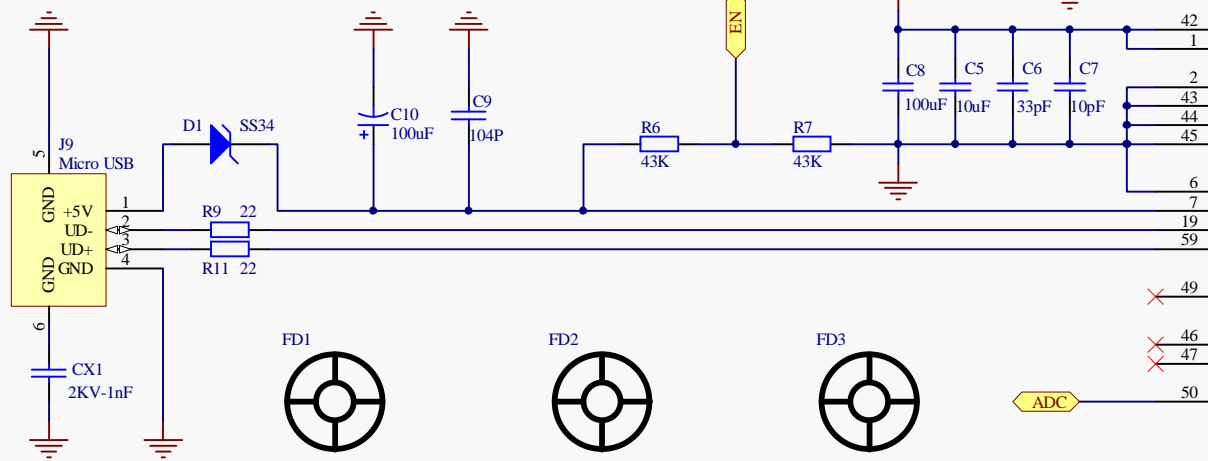 EN
42
1
C8
C5
C6
C7
100uF
10uF
33pF
10pF
2
43
44
45
C10
100uF
C9
104P
D1
SS34
R6
43K
R7
43K
J9
Micro USB
5
GND
+5V
UD-
UD+
GND
GND
1
2
3
4
6
R9
22
R11
22
6
7
19
59
49
46
47
50
CX1
2KV-1nF
FD1
FD2
FD3
ADC